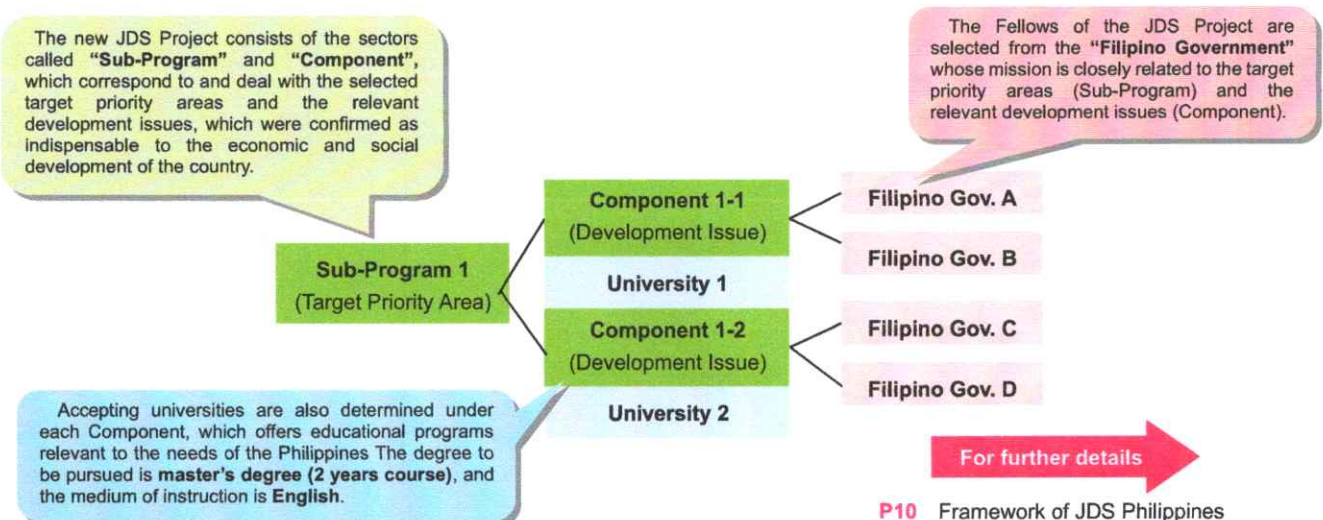 The new JDS Project consists of the sectors
called "Sub-Program" and "Component",
which correspond to and deal with the selected
target priority areas and the relevant
development issues, which were confirmed as
indispensable to the economic and social
development of the country.
The Fellows of the JDS Project are
selected from the "Filipino Government"
whose mission is closely related to the target
priority areas (Sub-Program) and the
relevant development issues (Component).
Sub-Program 1
(Target Priority Area)
Component 1-1
(Development Issue)
University 1
Component 1-2
(Development Issue)
University 2
Filipino Gov. A
Filipino Gov. B
Filipino Gov. C
Filipino Gov. D
Accepting universities are also determined under
each Component, which offers educational programs
relevant to the needs of the Philippines The degree to
be pursued is master's degree (2 years course), and
the medium of instruction is English.
For further details
P10 Framework of JDS Philippines